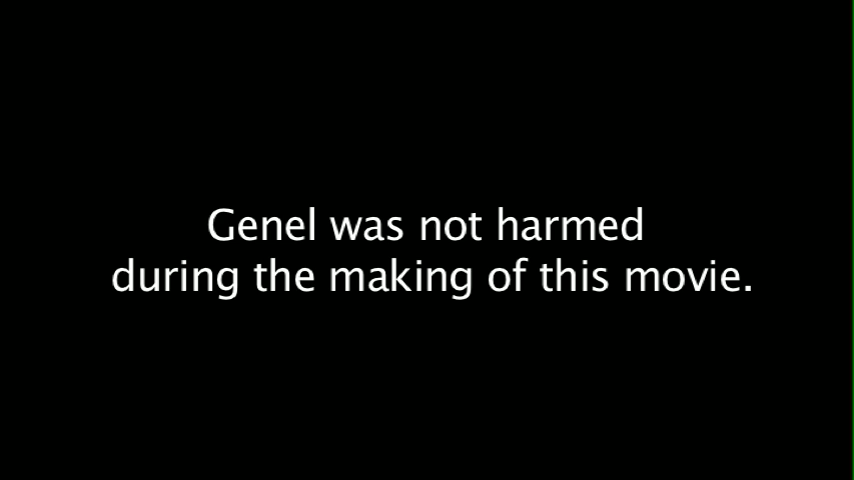 Genel was not harmed
during the making of this movie.